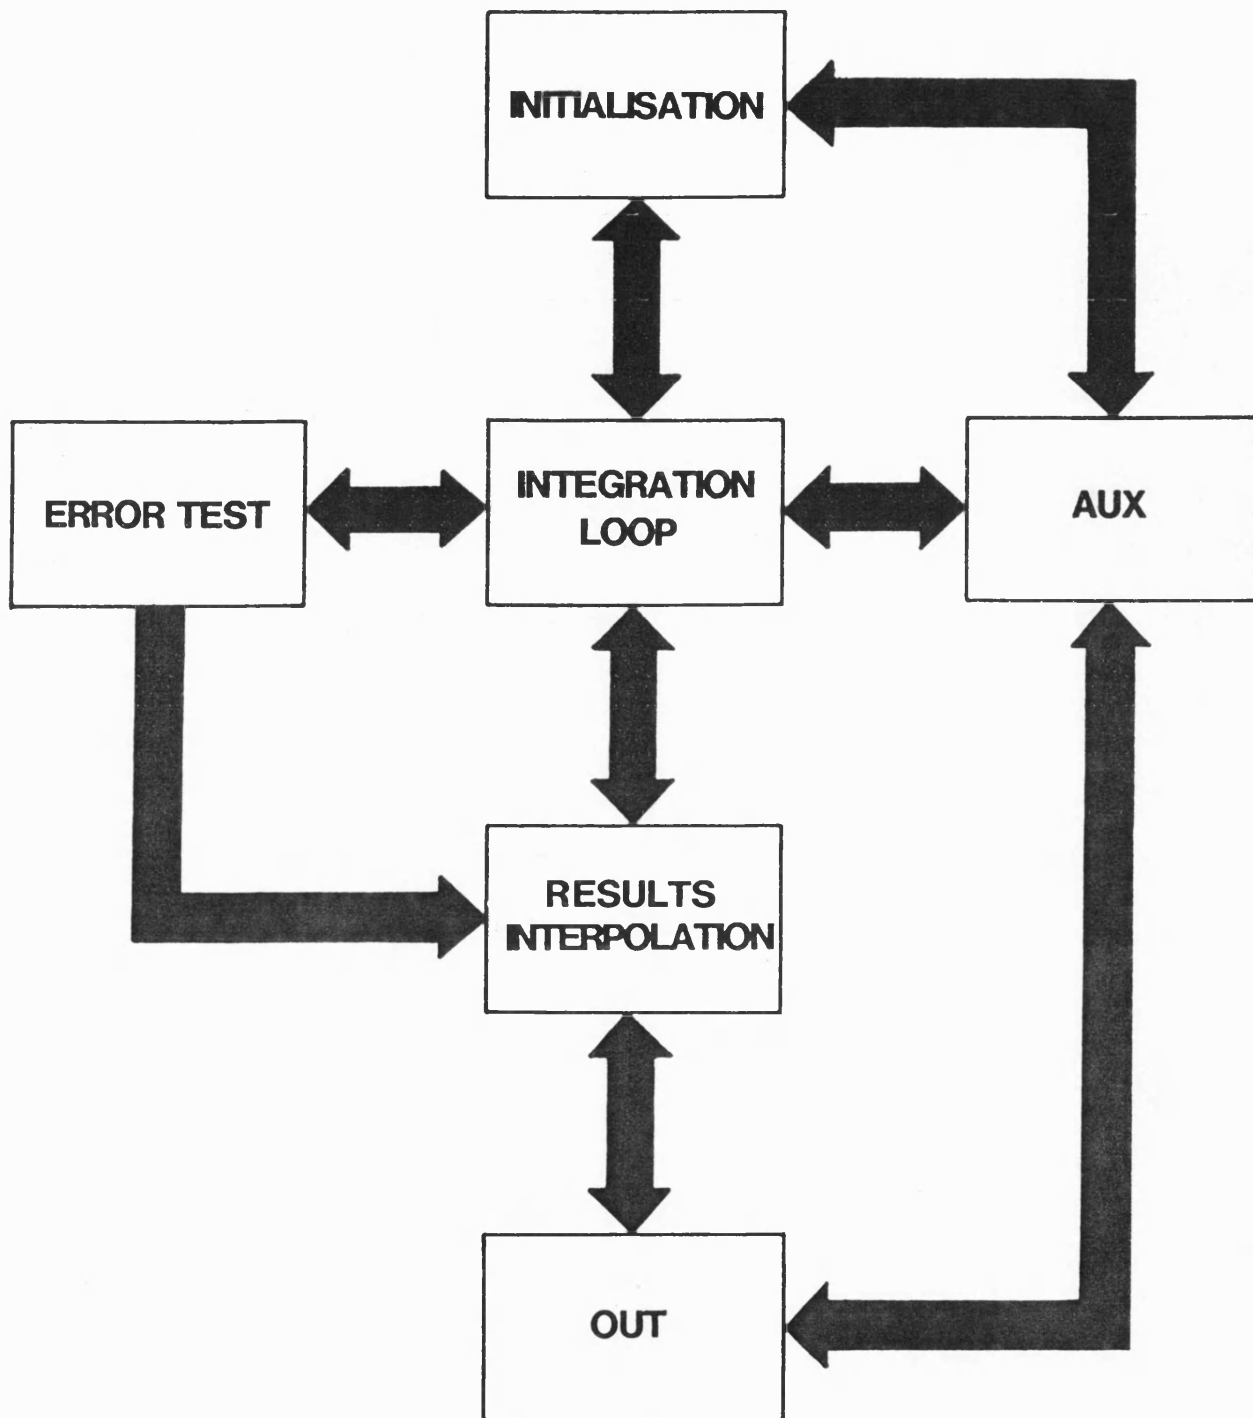 INITIALISATION
ERROR TEST
INTEGRATION
LOOP
AUX
RESULTS
INTERPOLATION
OUT